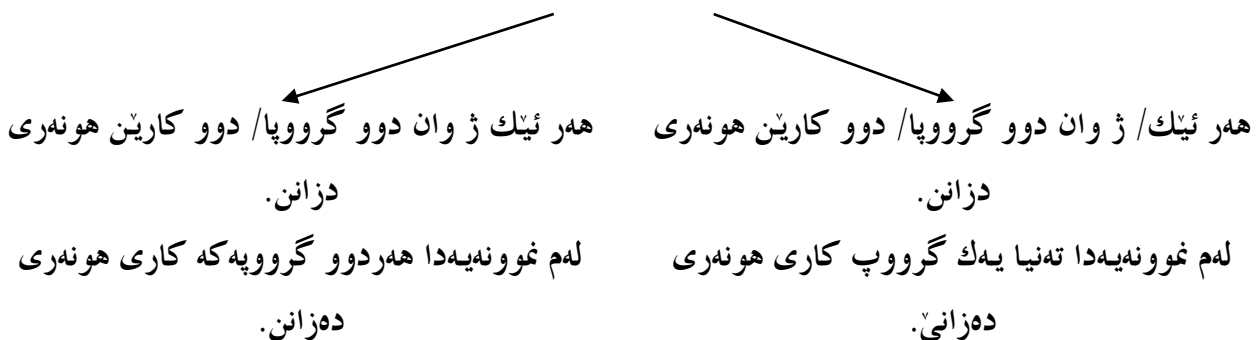 هەر ئێك/ ژ وان دوو گرووپا/ دوو كارێن هونەری
دزانن.
لەم نموونەیەدا تەنیا یەك گرووپ كاری هونەری
دەزانێ.
هەر ئێك ژ وان دوو گرووپا/ دوو كارێن هونەری
دزانن.
لەم نموونەیەدا هەردوو گرووپەكە كاری هونەری
دەزانن.